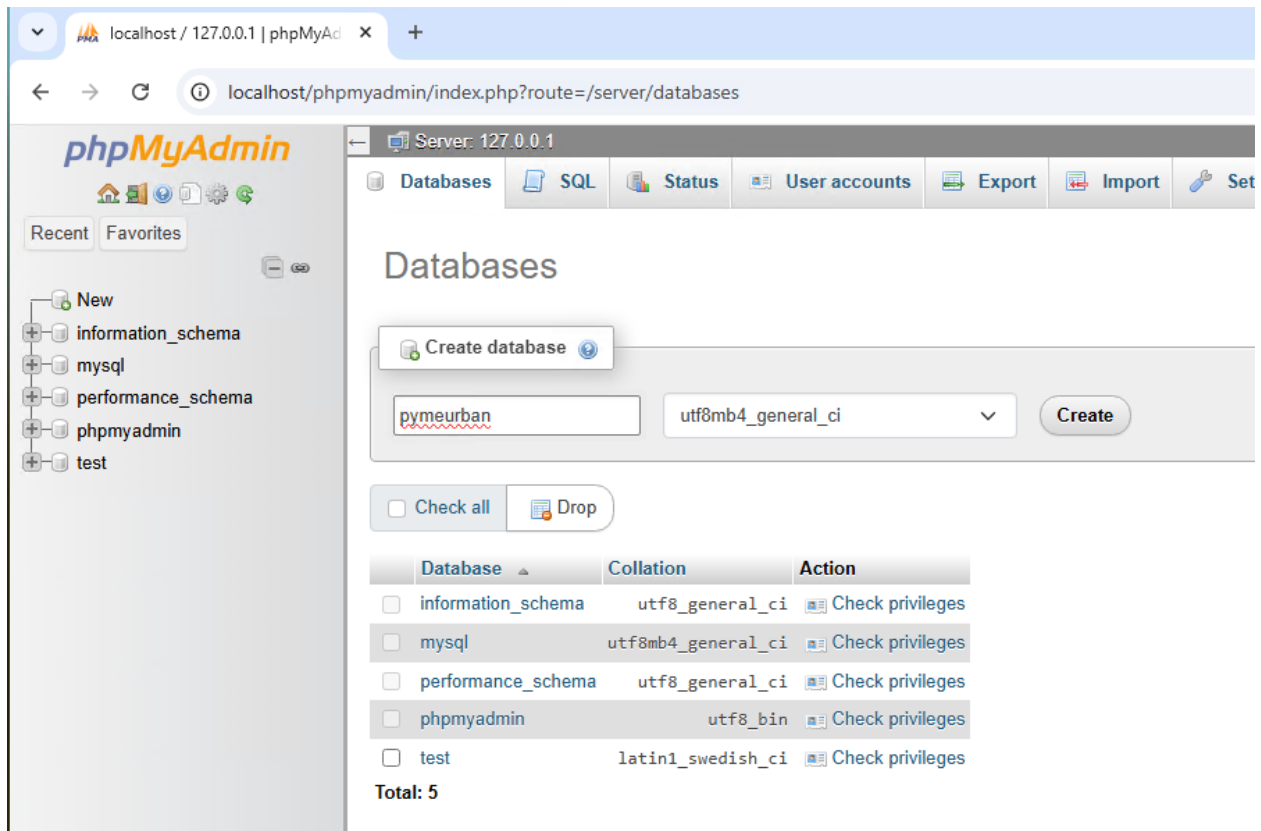 localhost / 127.0.0.1 | phpMyAd
localhost/phpmyadmin/index.php?route=/server/databases
phpMyAdmin
Recent Favorites
New
information_schema
mysql
performance_schema
phpmyadmin
test
Server: 127.0.0.1
Databases SQL Status User accounts Export Import Set
Databases
Create database
pymeurban utf8mb4_general_ci Create
Check all Drop
Database Collation Action
information_schema utf8_general_ci Check privileges
mysql utf8mb4_general_ci Check privileges
performance_schema utf8_general_ci Check privileges
phpmyadmin utf8_bin Check privileges
test latin1_swedish_ci Check privileges
Total: 5